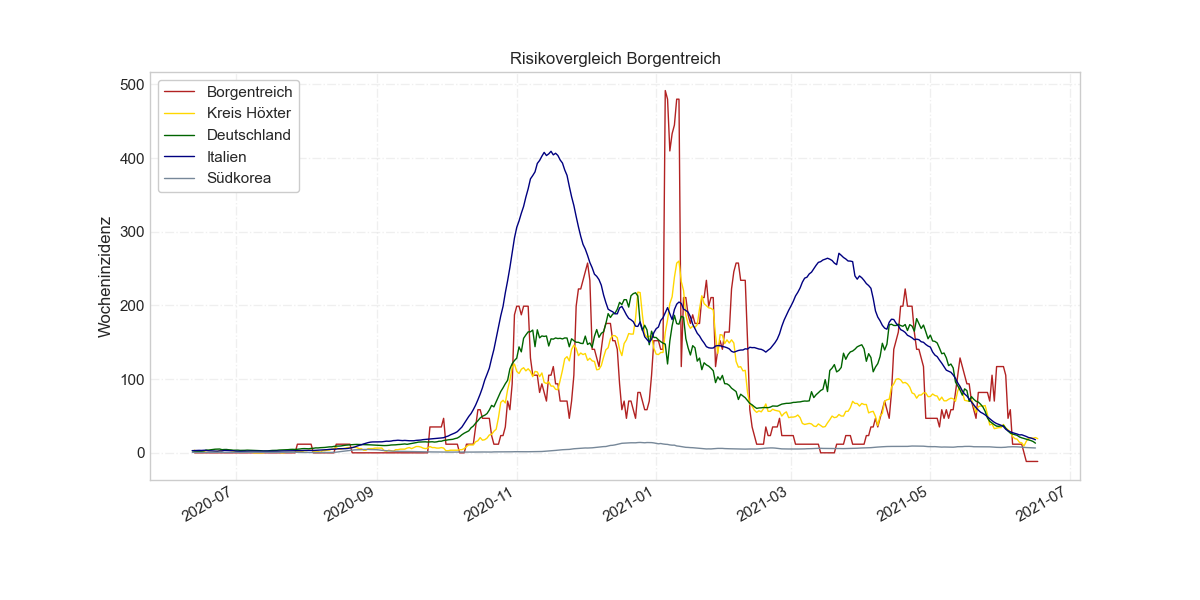 Risikovergleich Borgentreich
Wocheninzidenz
500
400
300
200
100
0
Borgentreich
Kreis Höxter
Deutschland
Italien
Südkorea
2020-07
2020-09
2020-11
2021-01
2021-03
2021-05
2021-07